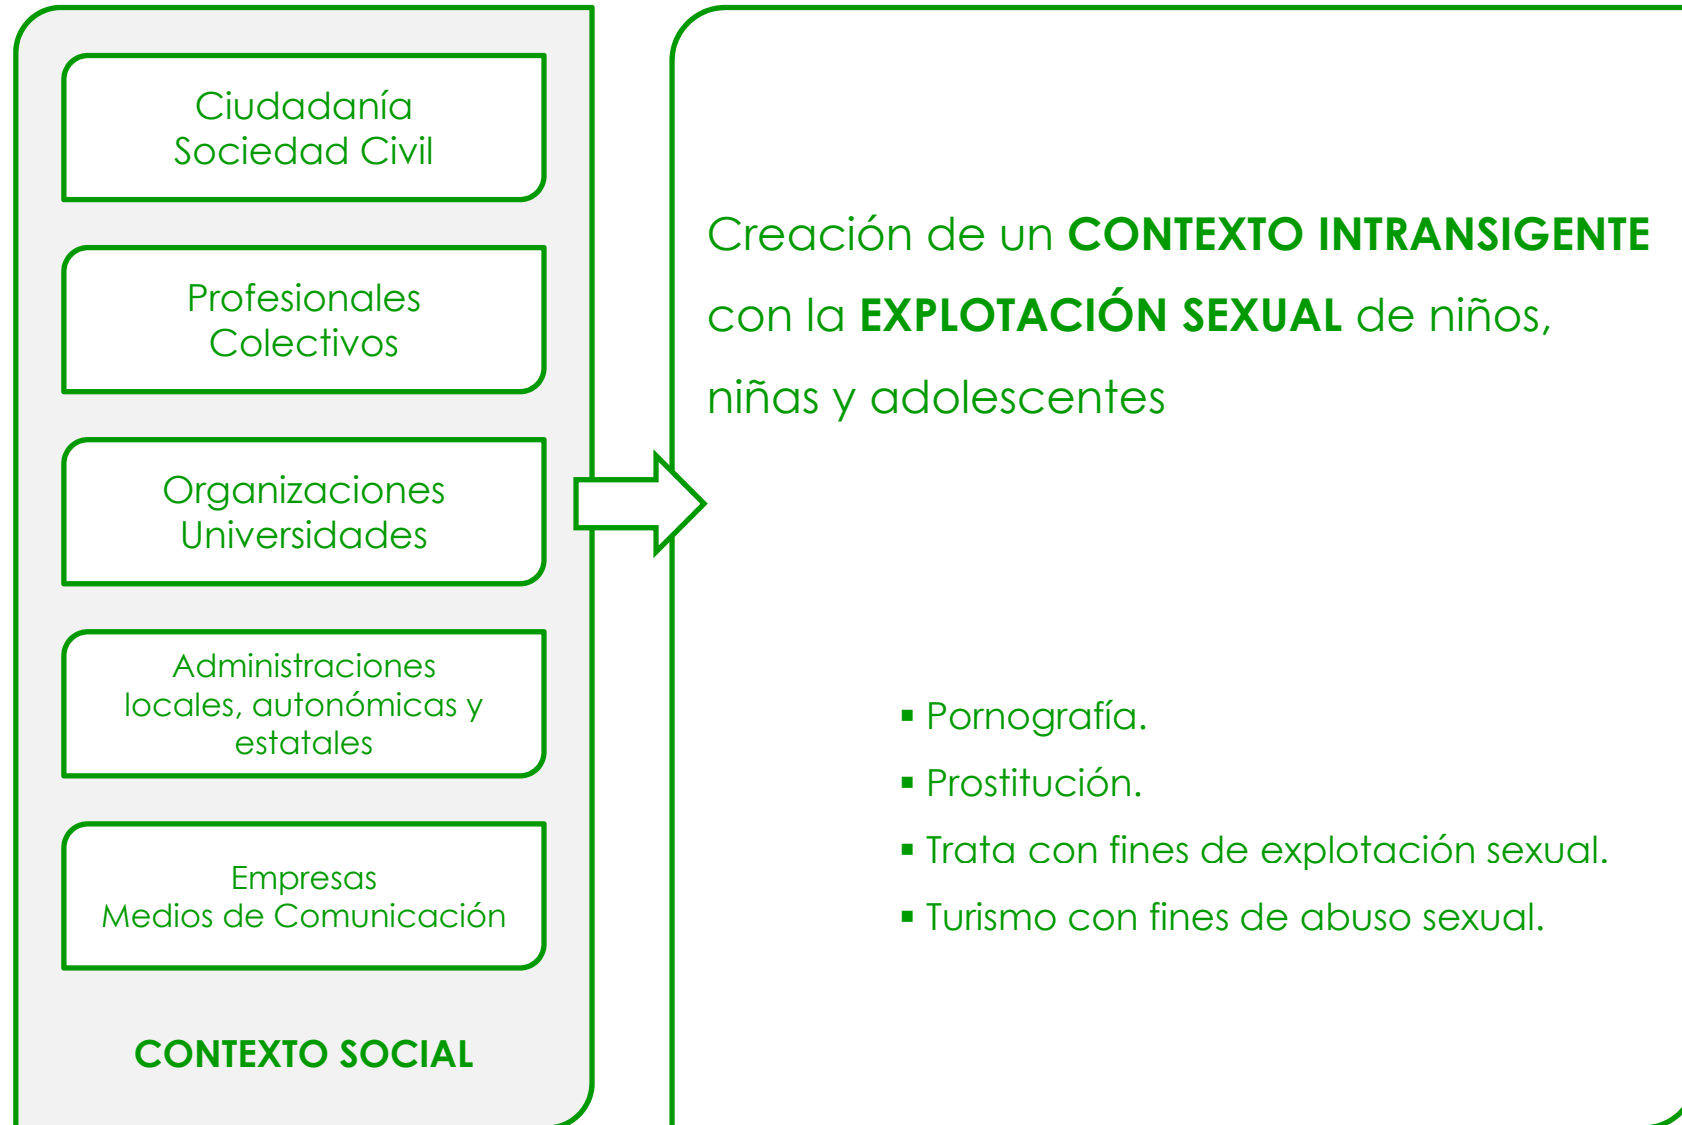 Ciudadanía
Sociedad Civil
Profesionales
Colectivos
Organizaciones
Universidades
Administraciones
locales, autonómicas y
estatales
Empresas
Medios de Comunicación
CONTEXTO SOCIAL
Creación de un CONTEXTO INTRANSIGENTE
con la EXPLOTACIÓN SEXUAL de niños,
niñas y adolescentes
▪ Pornografía.
▪ Prostitución.
▪ Trata con fines de explotación sexual.
▪ Turismo con fines de abuso sexual.